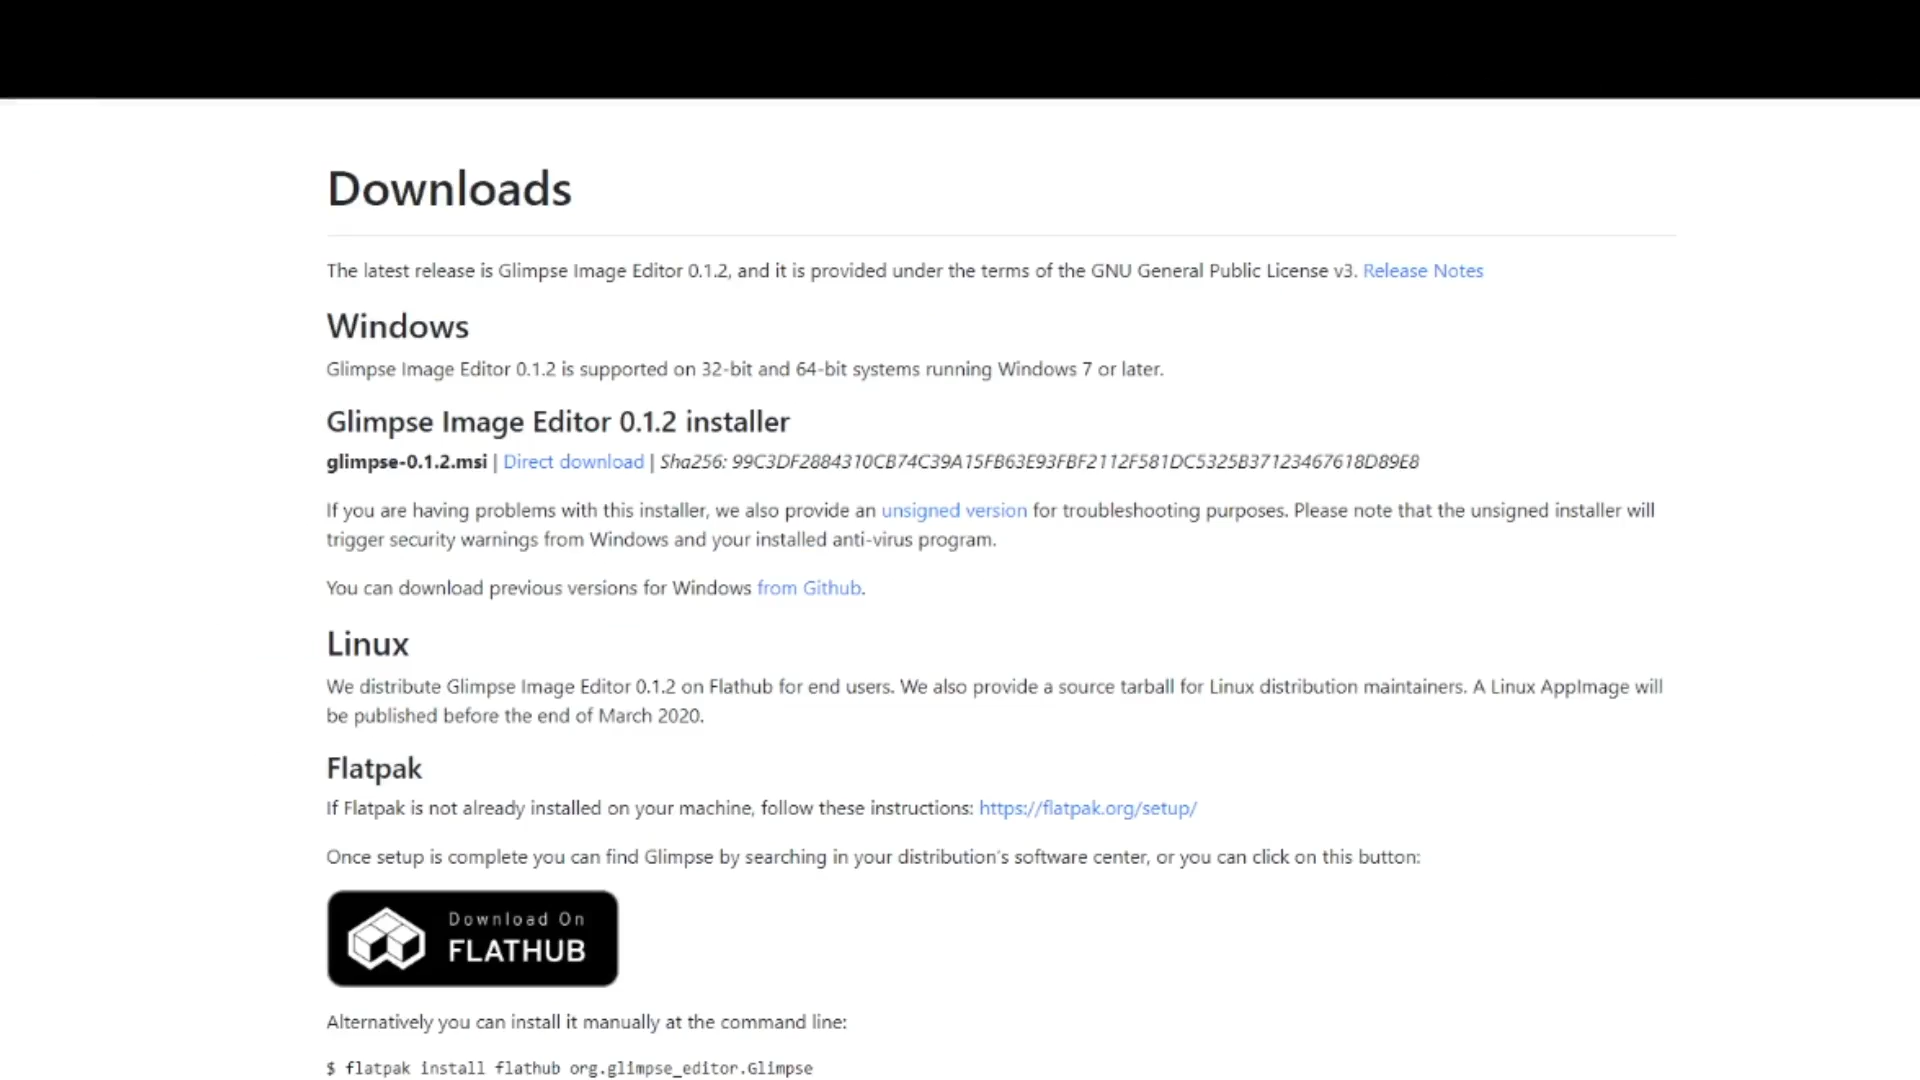 Downloads
The latest release is Glimpse Image Editor 0.1.2, and it is provided under the terms of the GNU General Public License v3. Release Notes
Windows
Glimpse Image Editor 0.1.2 is supported on 32-bit and 64-bit systems running Windows 7 or later.
Glimpse Image Editor 0.1.2 installer
glimpse-0.1.2.msi | Direct download | Sha256: 99C3DF2884310CB74C39A15FB63E93FBF2112F581DC5325B37123467618D89E8
If you are having problems with this installer, we also provide an unsigned version for troubleshooting purposes. Please note that the unsigned installer will
trigger security warnings from Windows and your installed anti-virus program.
You can download previous versions for Windows from Github.
Linux
We distribute Glimpse Image Editor 0.1.2 on Flathub for end users. We also provide a source tarball for Linux distribution maintainers. A Linux AppImage will
be published before the end of March 2020.
Flatpak
If Flatpak is not already installed on your machine, follow these instructions: https://flatpak.org/setup/
Once setup is complete you can find Glimpse by searching in your distribution's software center, or you can click on this button:
Download On
FLATHUB
Alternatively you can install it manually at the command line:
$ flatpak install flathub org.glimpse_editor.Glimpse